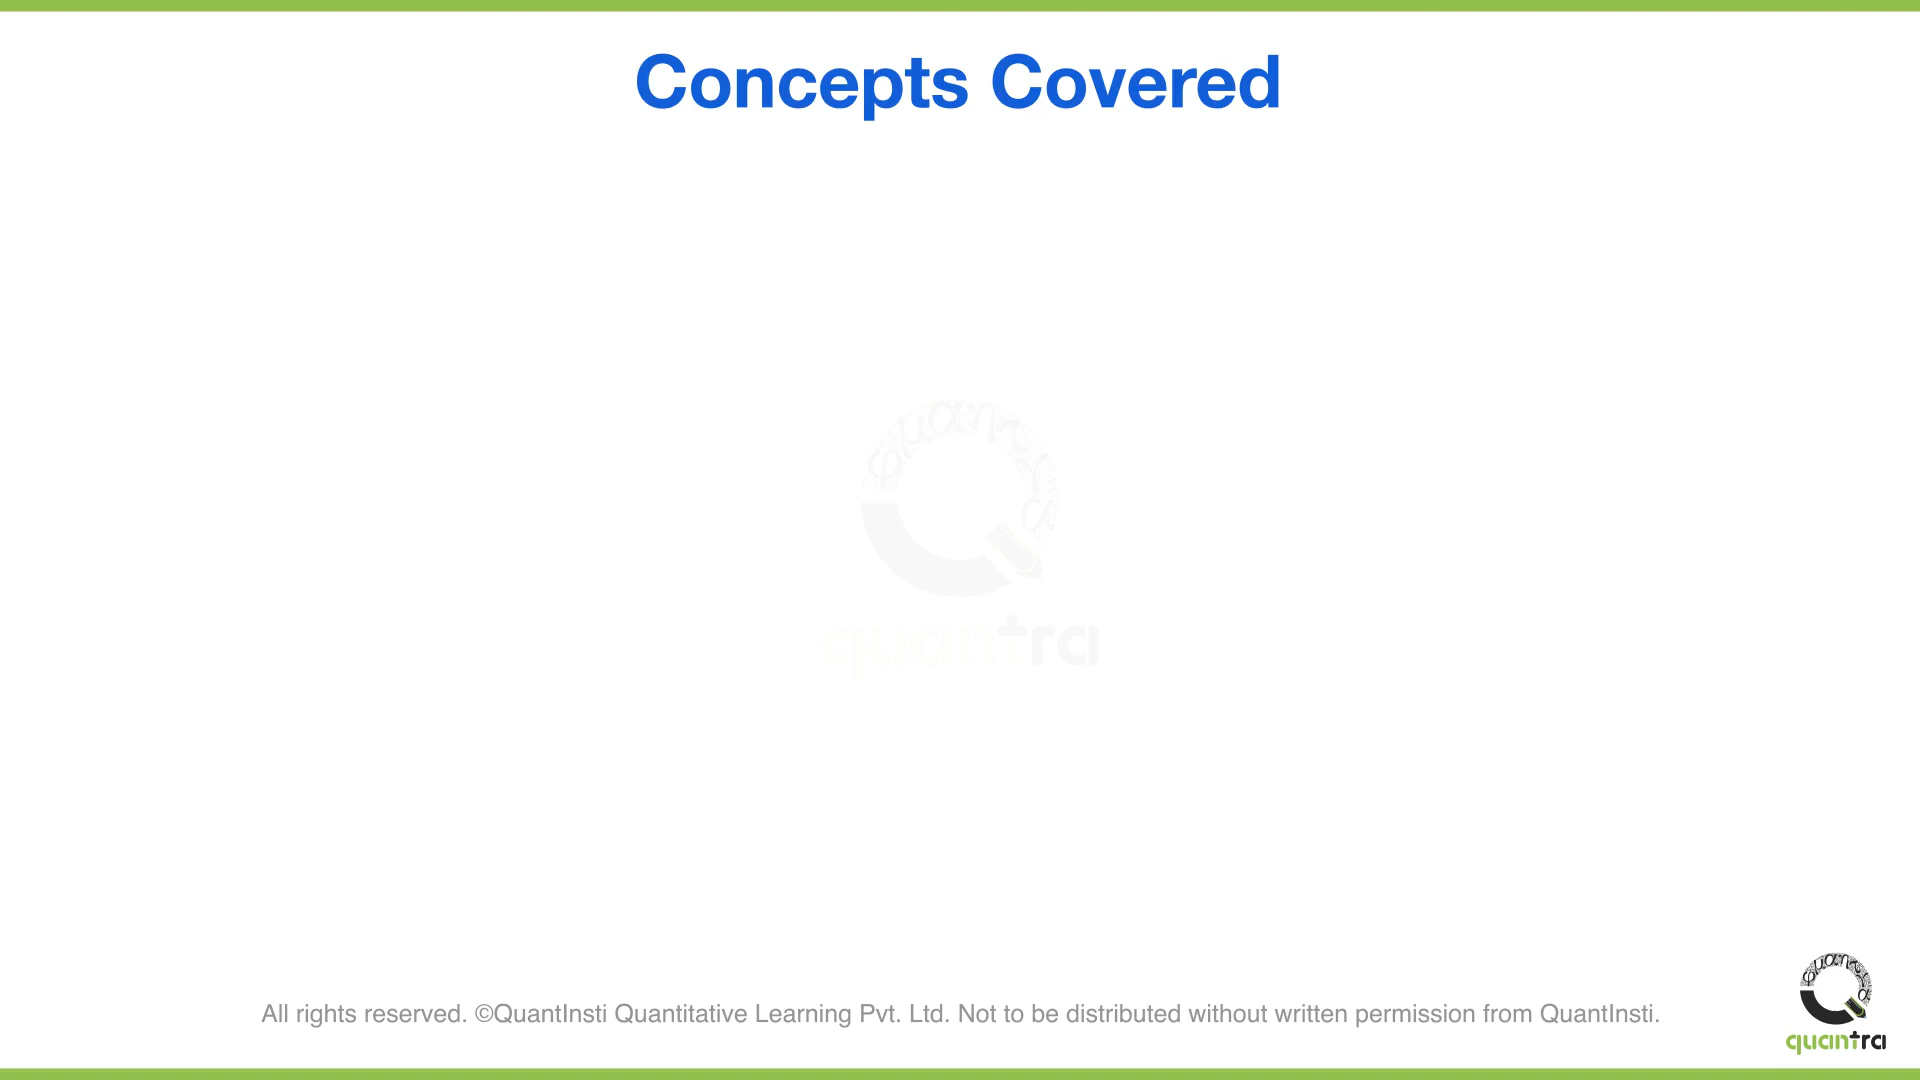 Concepts Covered
quantra
All rights reserved. ©QuantInsti Quantitative Learning Pvt. Ltd. Not to be distributed without written permission from QuantInsti.
quantra